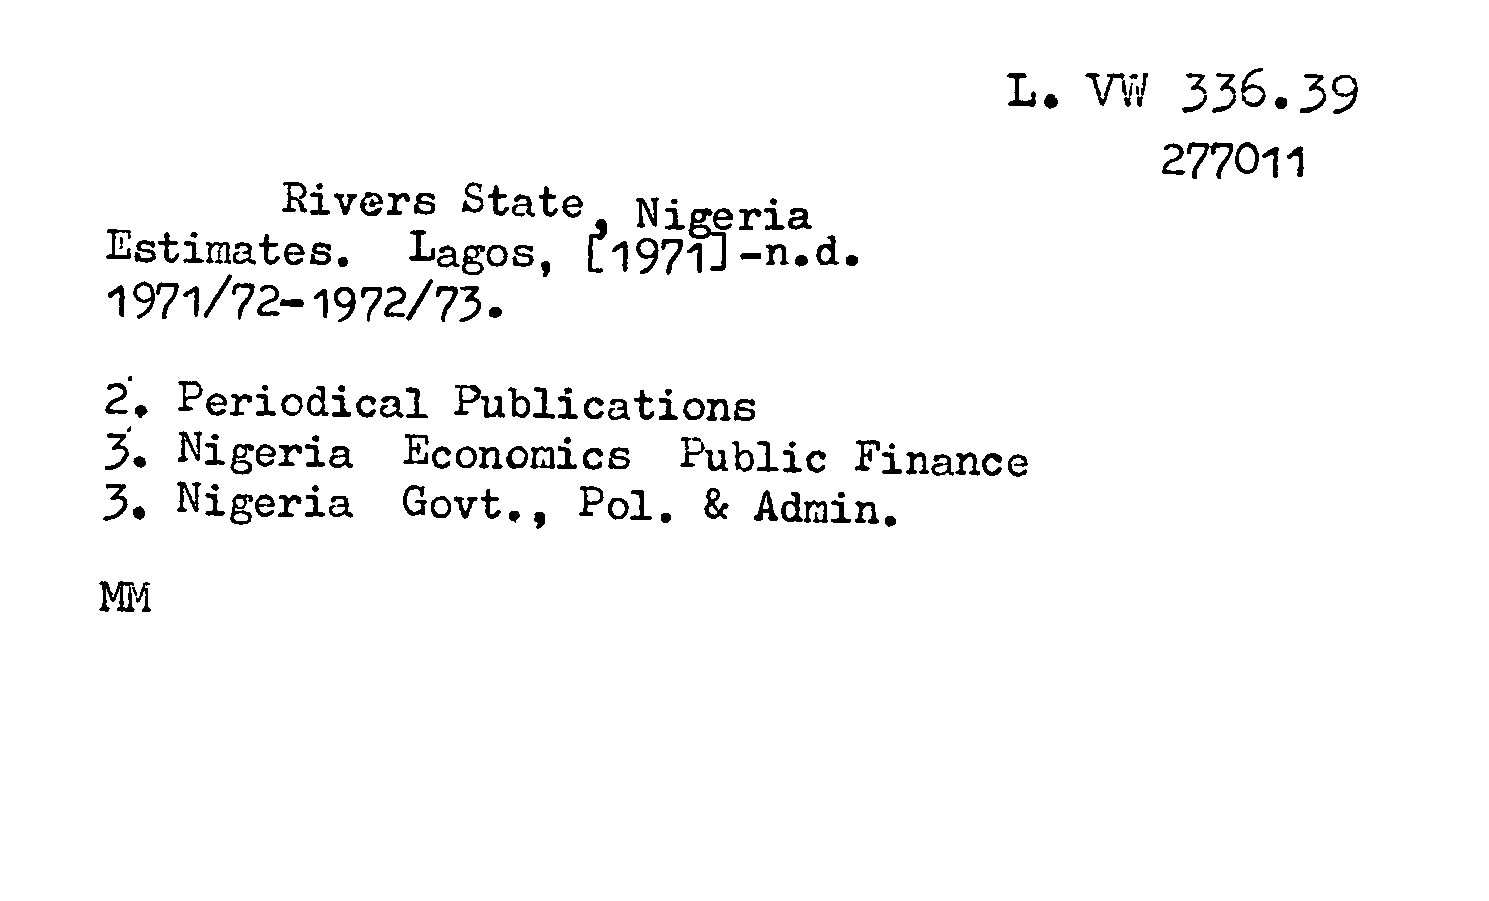 L. VW 336.39
277011
Rivers State, Nigeria
Estimates. Lagos, [1971]-n.d.
1971/72-1972/73.
2. Periodical Publications
3. Nigeria Economics Public Finance
3. Nigeria Govt., Pol. & Admin.
MM